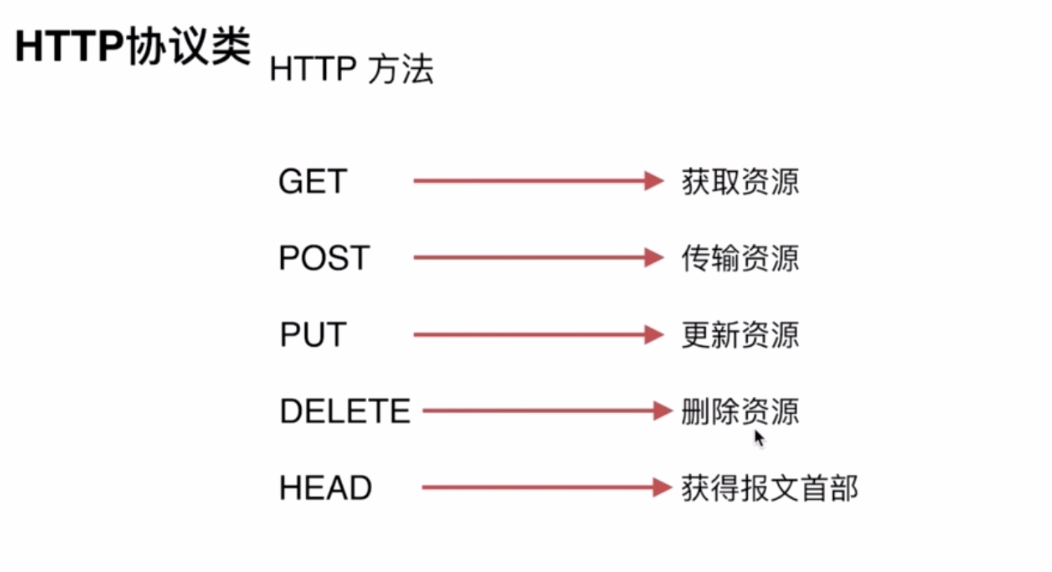 HTTP协议类
HTTP 方法
GET 获取资源
POST 传输资源
PUT 更新资源
DELETE 删除资源
HEAD 获得报文首部